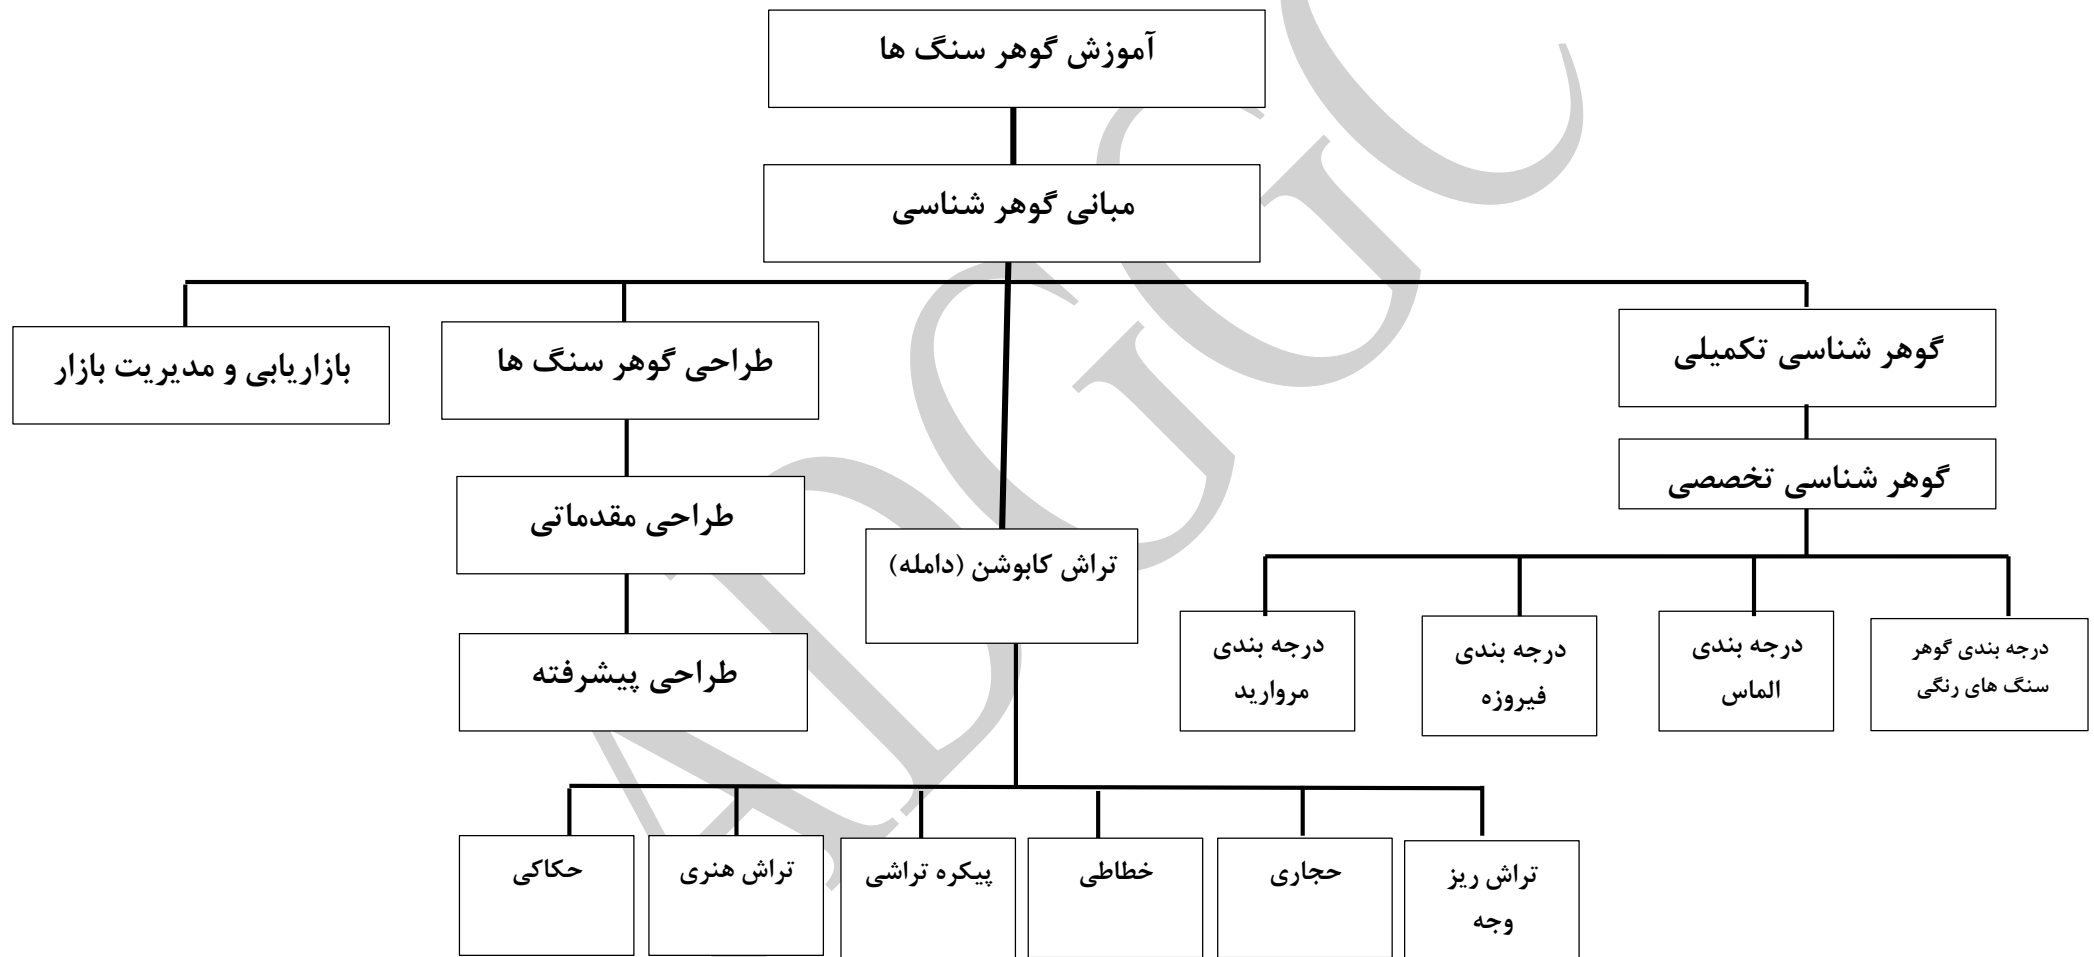 آموزش گوهر سنگ ها
مبانی گوهر شناسی
گوهر شناسی تکمیلی
طراحی گوهر سنگ ها
بازاریابی و مدیریت بازار
گوهر شناسی تخصصی
طراحی مقدماتی
تراش کابوشن (دامله)
درجه بندی گوهر
سنگ های رنگی
درجه بندی
الماس
درجه بندی
فیروزه
درجه بندی
مروارید
طراحی پیشرفته
تراش ریز
وجه
حجاری
خطاطی
پیکره تراشی
تراش هنری
حکاکی
ADGGC